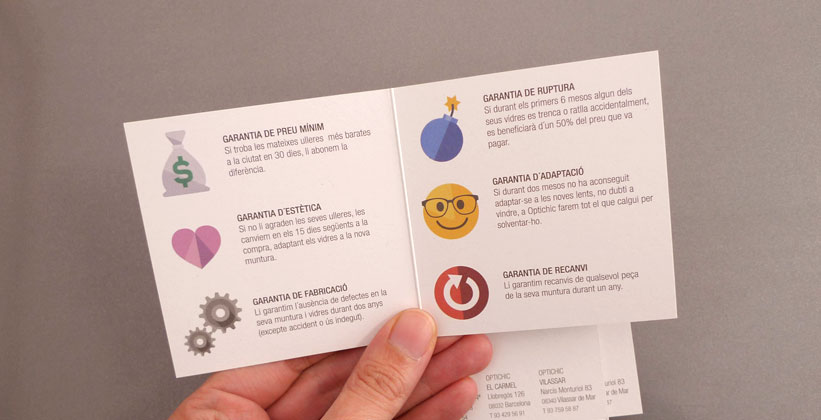 GARANTIA DE PREU MÍNIM
Si troba les mateixes ulleres més barates
a la ciutat en 30 dies, li abonem la
diferència.
GARANTIA D´ESTÈTICA
Si no li agraden les seves ulleres, les
canviem en els 15 dies següents a la
compra, adaptant els vidres a la nova
muntura.
GARANTIA DE FABRICACIÓ
Li garantim l'ausència de defectes en la
seva muntura i vidres durant dos anys
(excepte accident o ús indegut).
GARANTIA DE RUPTURA
Si durant els primers 6 mesos algun dels
seus vidres es trenca o ratlla accidentalment,
es beneficiarà d´un 50% del preu que va
pagar.
GARANTIA D´ADAPTACIÓ
Si durant dos mesos no ha aconseguit
adaptar-se a les noves lents, no dubti a
vindre, a Optichic farem tot el que calgui per
solventar-ho.
GARANTIA DE RECANVI
Li garantim recanvis de qualsevol peça
de la seva muntura durant un any.
OPTICHIC
EL CARMEL
Llobregós 126
08032 Barcelona
T 93 429 56 91
OPTICHIC
VILASSAR
Narcís Monturiol 83
08340 Vilassar de Mar
T 93 759 58 87
uriol 83
ar de Mar